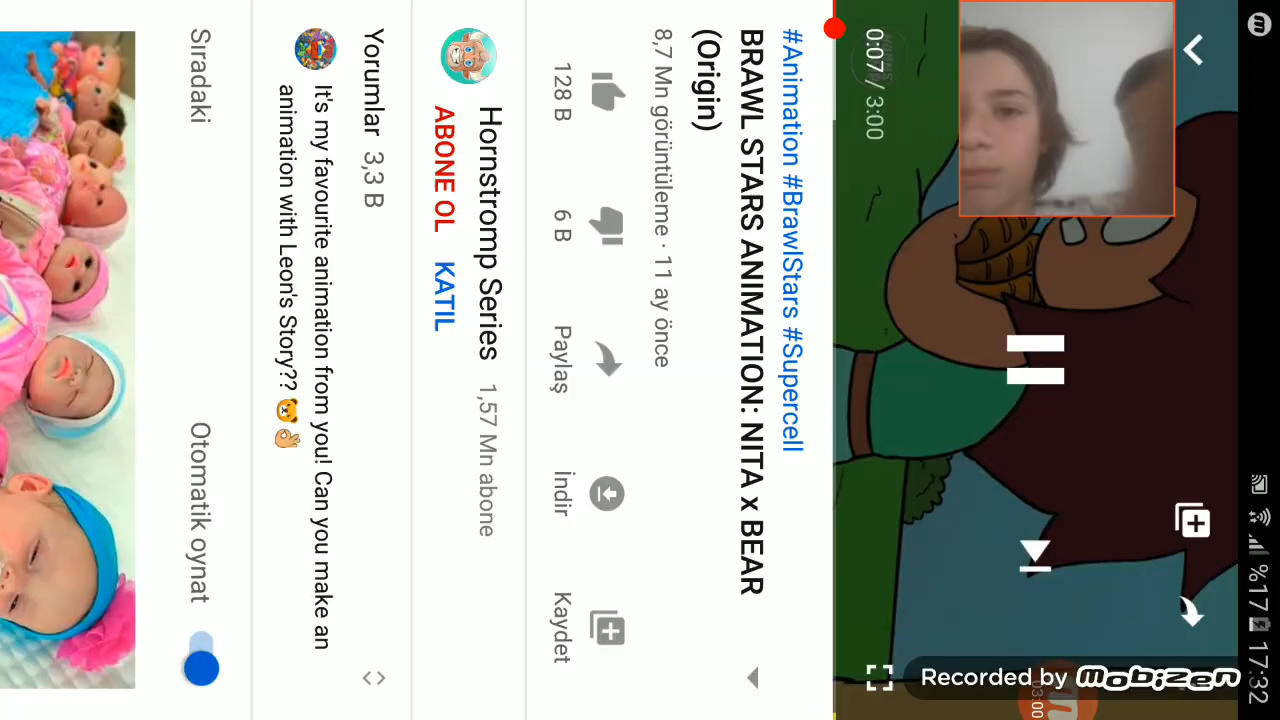 %17 17:32
0:07 / 3:00
Recorded by mobizen
03:00
#Animation #BrawlStars #Supercell
BRAWL STARS ANIMATION: NITA x BEAR
(Origin)
8,7 Mn görüntüleme · 11 ay önce
128 B 6 B Paylaş İndir Kaydet
Hornstromp Series 1,57 Mn abone
ABONE OL KATIL
Yorumlar 3,3 B
It's my favourite animation from you! Can you make an
animation with Leon's Story?? 🐻👌
Sıradaki Otomatik oynat